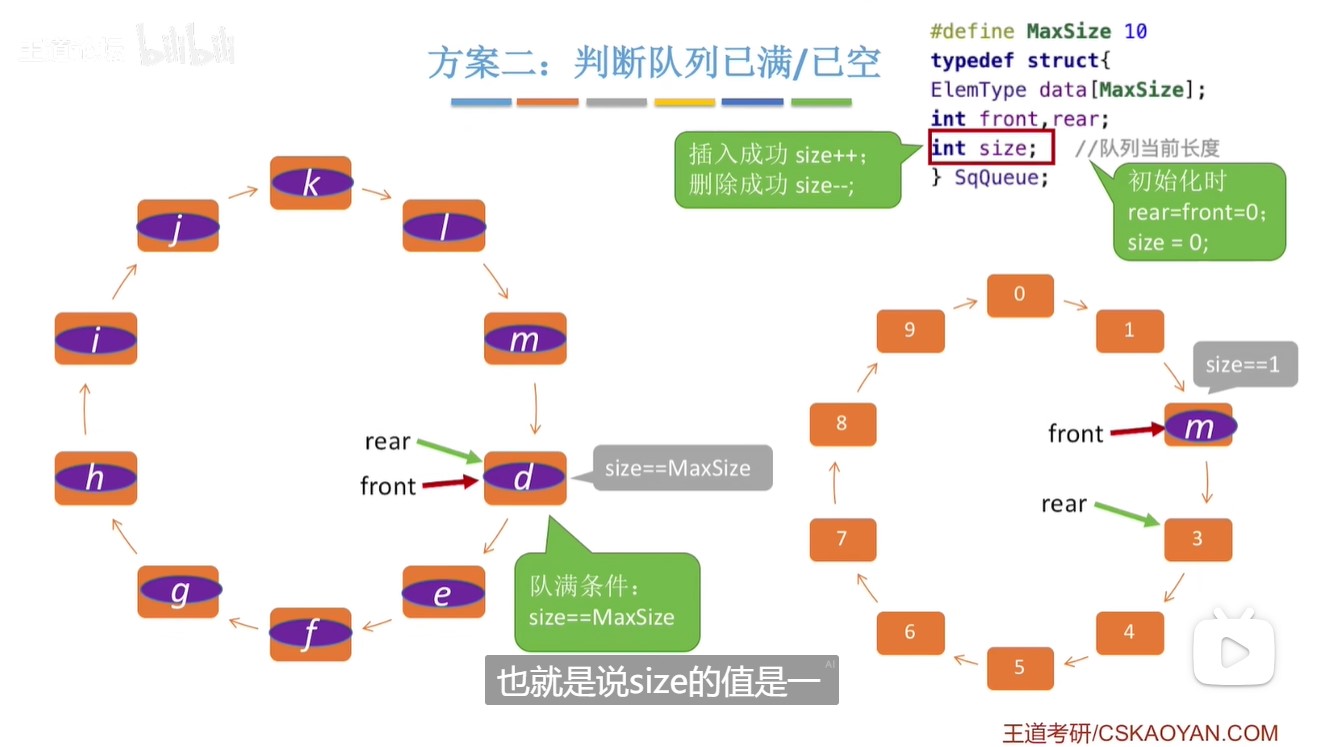 王道论坛 bilibili
方案二：判断队列已满/已空
#define MaxSize 10
typedef struct{
ElemType data[MaxSize];
int front,rear;
int size; //队列当前长度
} SqQueue;
插入成功 size++;
删除成功 size--;
初始化时
rear=front=0;
size = 0;
k
j
l
i
m
rear
front
d
size==MaxSize
h
g
e
f
队满条件：
size==MaxSize
0
9
1
size==1
8
front
m
rear
7
3
6
4
5
也就是说size的值是一
AI
王道考研/CSKAOYAN.COM